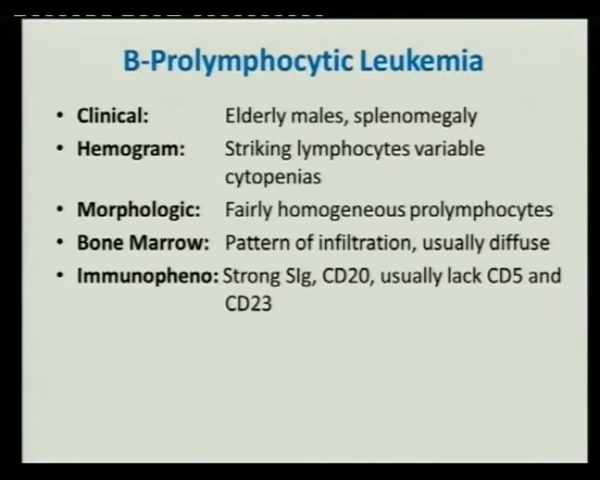 B-Prolymphocytic Leukemia
• Clinical: Elderly males, splenomegaly
• Hemogram: Striking lymphocytes variable
cytopenias
• Morphologic: Fairly homogeneous prolymphocytes
• Bone Marrow: Pattern of infiltration, usually diffuse
• Immunopheno: Strong SIg, CD20, usually lack CD5 and
CD23